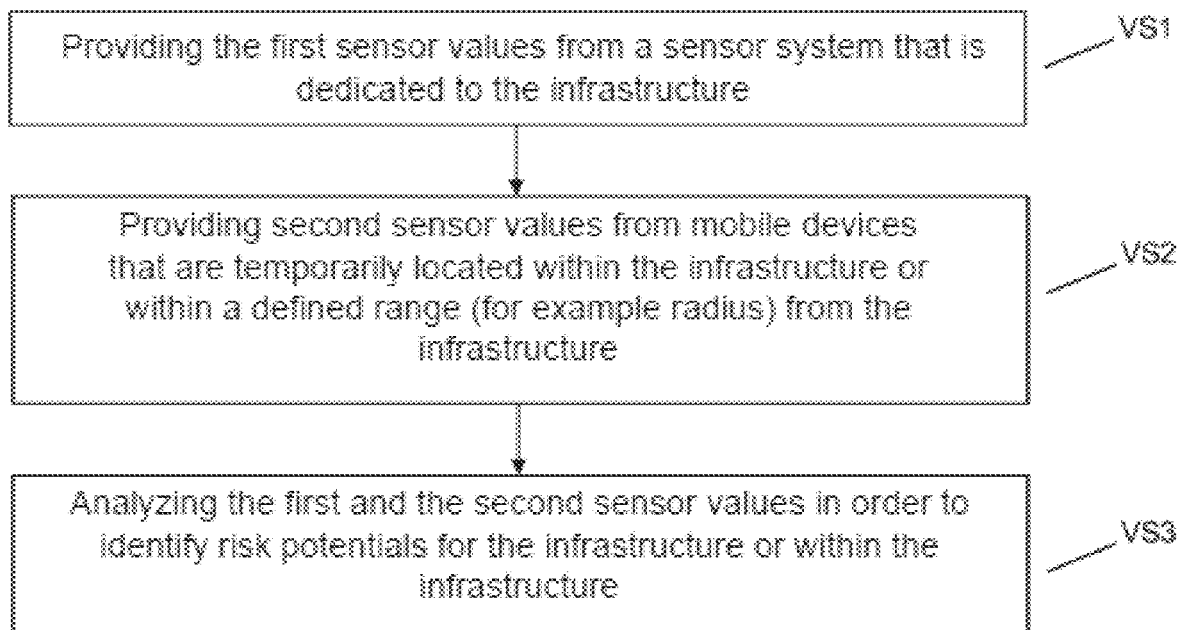 Providing the first sensor values from a sensor system that is
dedicated to the infrastructure
VS1
Providing second sensor values from mobile devices
that are temporarily located within the infrastructure or
within a defined range (for example radius) from the
infrastructure
VS2
Analyzing the first and the second sensor values in order to
identify risk potentials for the infrastructure or within the
infrastructure
VS3